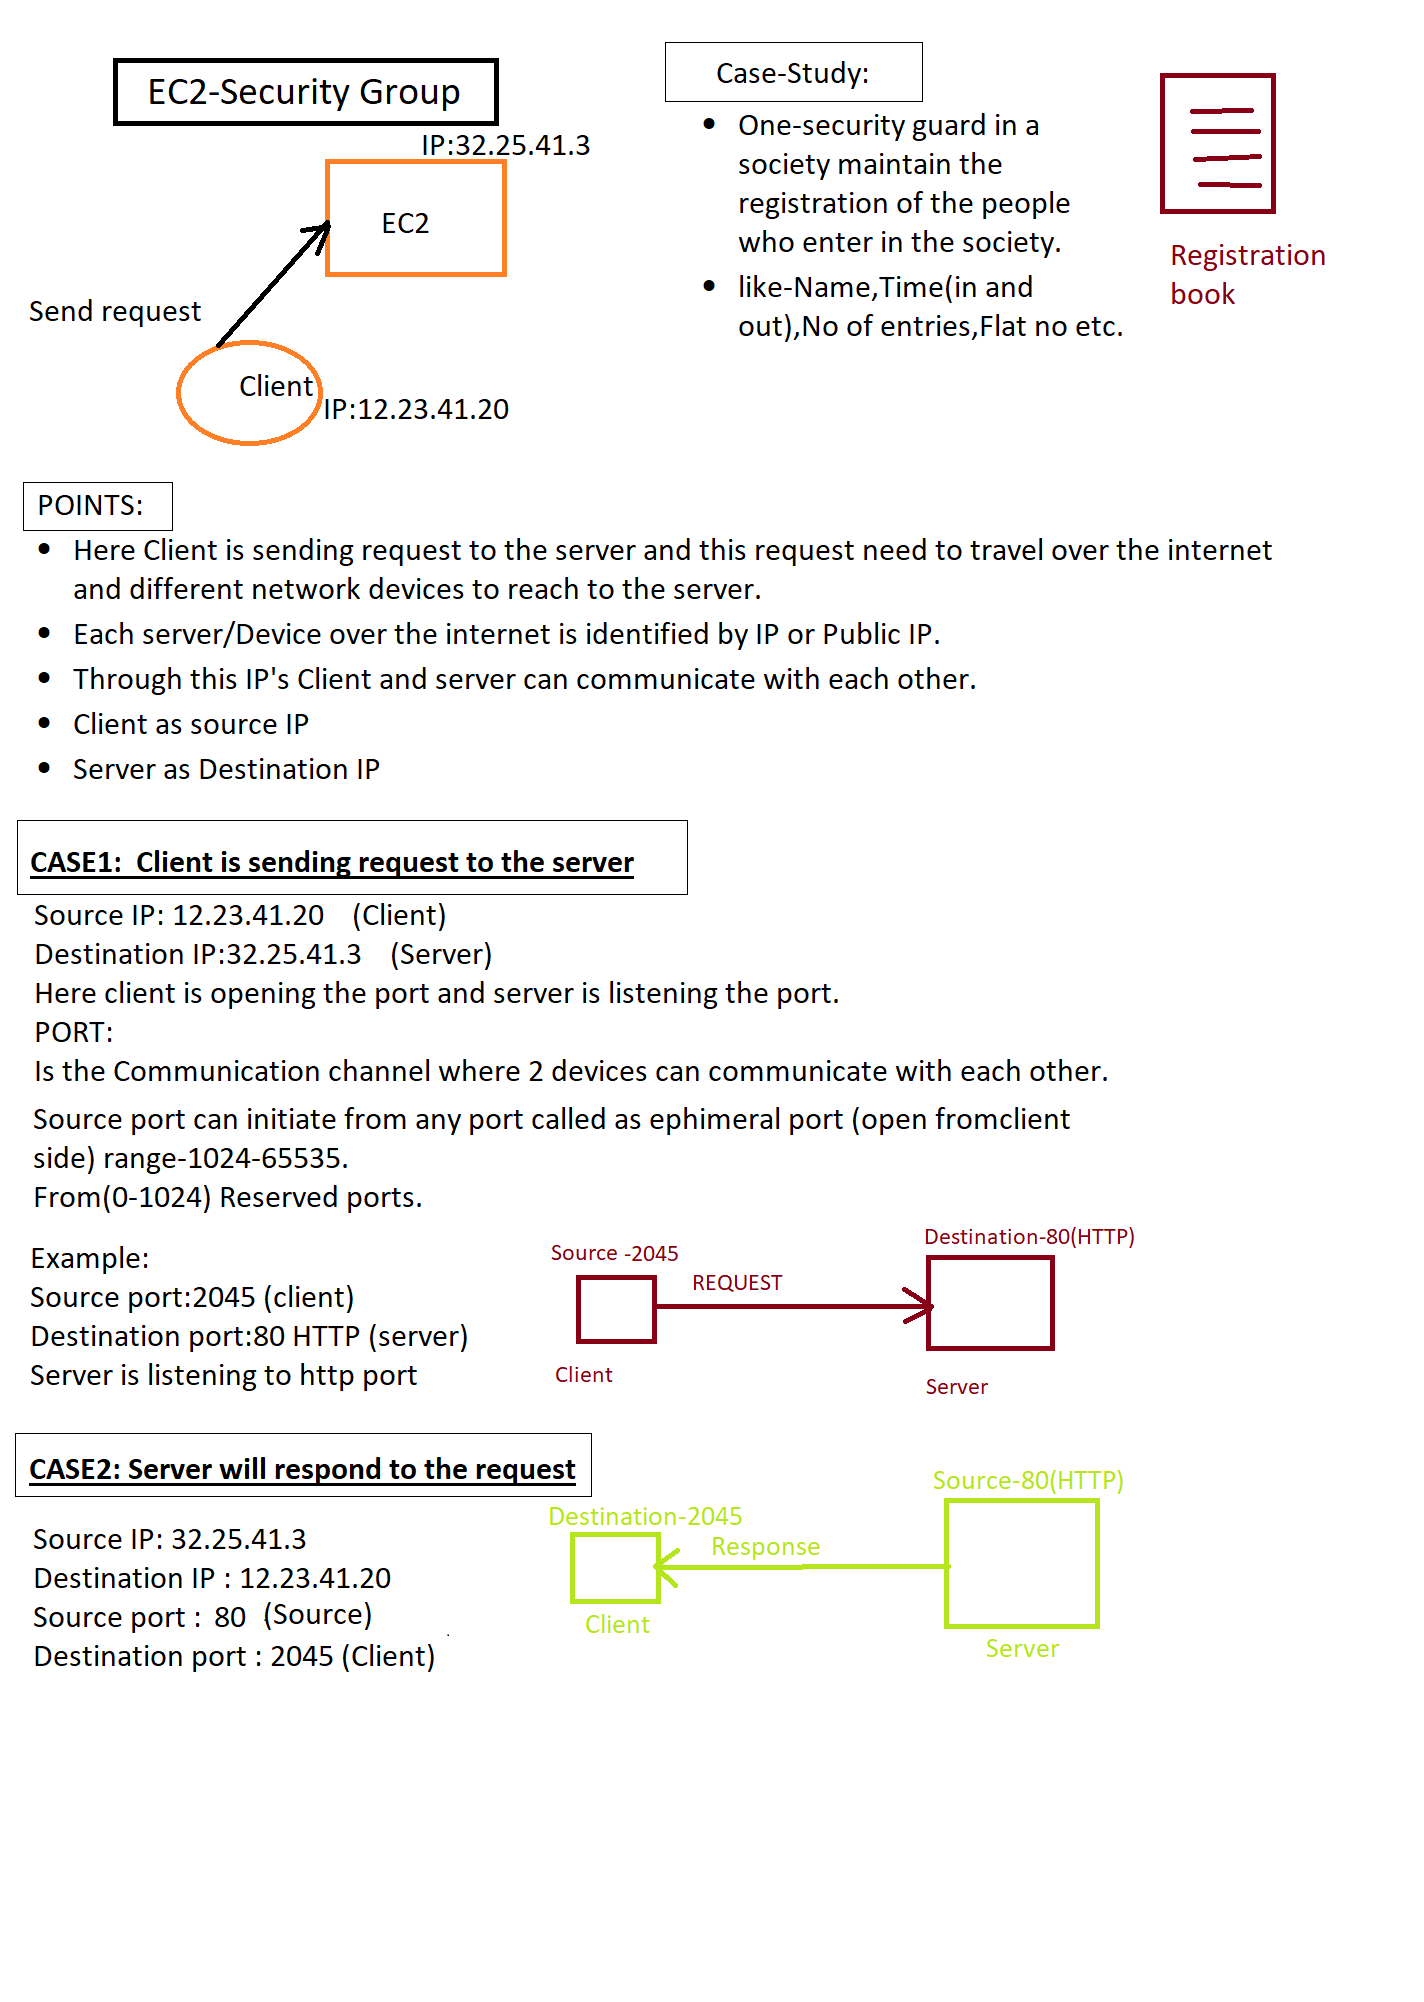 EC2-Security Group
IP:32.25.41.3
EC2
Send request
Client
IP:12.23.41.20
Case-Study:
• One-security guard in a
society maintain the
registration of the people
who enter in the society.
• like-Name,Time(in and
out),No of entries,Flat no etc.
Registration
book
POINTS:
• Here Client is sending request to the server and this request need to travel over the internet
and different network devices to reach to the server.
• Each server/Device over the internet is identified by IP or Public IP.
• Through this IP's Client and server can communicate with each other.
• Client as source IP
• Server as Destination IP
CASE1:  Client is sending request to the server
Source IP: 12.23.41.20    (Client)
Destination IP:32.25.41.3    (Server)
Here client is opening the port and server is listening the port.
PORT:
Is the Communication channel where 2 devices can communicate with each other.
Source port can initiate from any port called as ephimeral port (open fromclient
side) range-1024-65535.
From(0-1024) Reserved ports.
Example:
Source port:2045 (client)
Destination port:80 HTTP (server)
Server is listening to http port
Source -2045
REQUEST
Destination-80(HTTP)
Client
Server
CASE2: Server will respond to the request
Source IP: 32.25.41.3
Destination IP : 12.23.41.20
Source port :  80  (Source)
Destination port : 2045 (Client)
Source-80(HTTP)
Destination-2045
Response
Client
Server